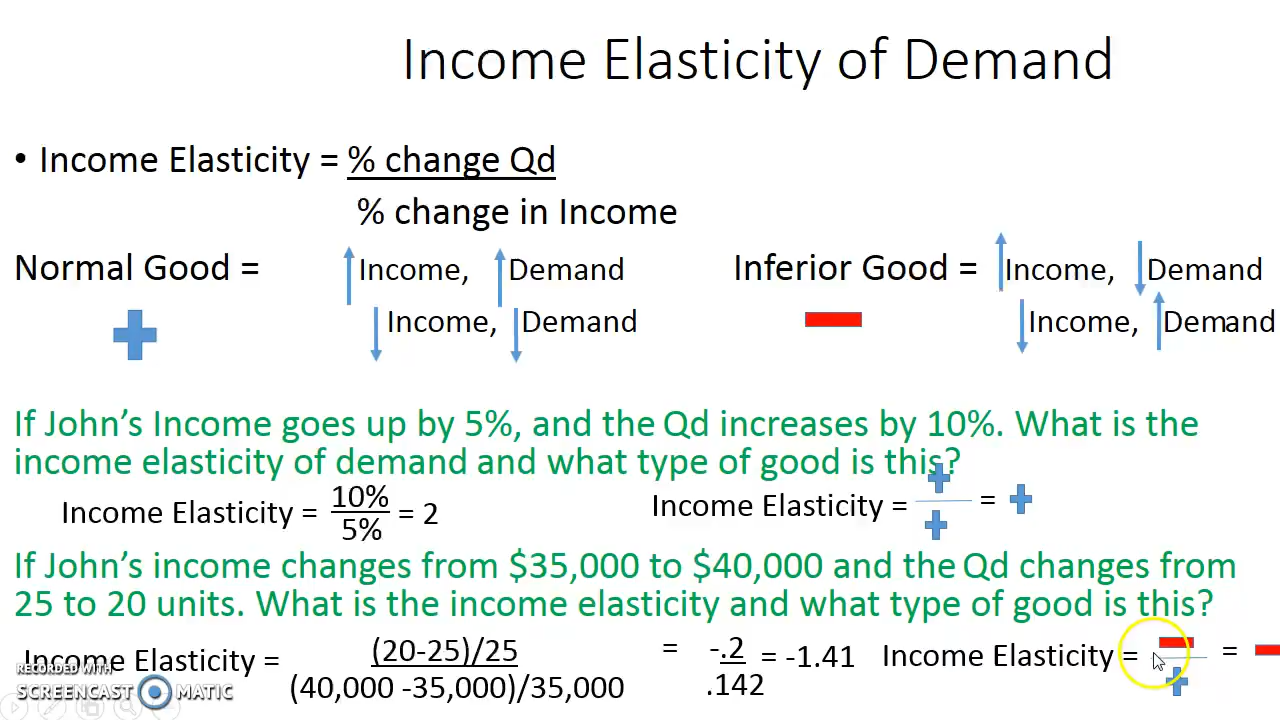 Income Elasticity of Demand
• Income Elasticity = % change Qd
% change in Income
Normal Good = Income, Demand
Income, Demand
Inferior Good = Income, Demand
Income, Demand
If John’s Income goes up by 5%, and the Qd increases by 10%. What is the
income elasticity of demand and what type of good is this?
Income Elasticity = 10%
5% = 2
Income Elasticity = + / + = +
If John’s income changes from $35,000 to $40,000 and the Qd changes from
25 to 20 units. What is the income elasticity and what type of good is this?
Income Elasticity = (20-25)/25
(40,000 -35,000)/35,000
= -.2
.142 = -1.41
Income Elasticity = − / + = −
RECORDED WITH
SCREENCAST MATIC